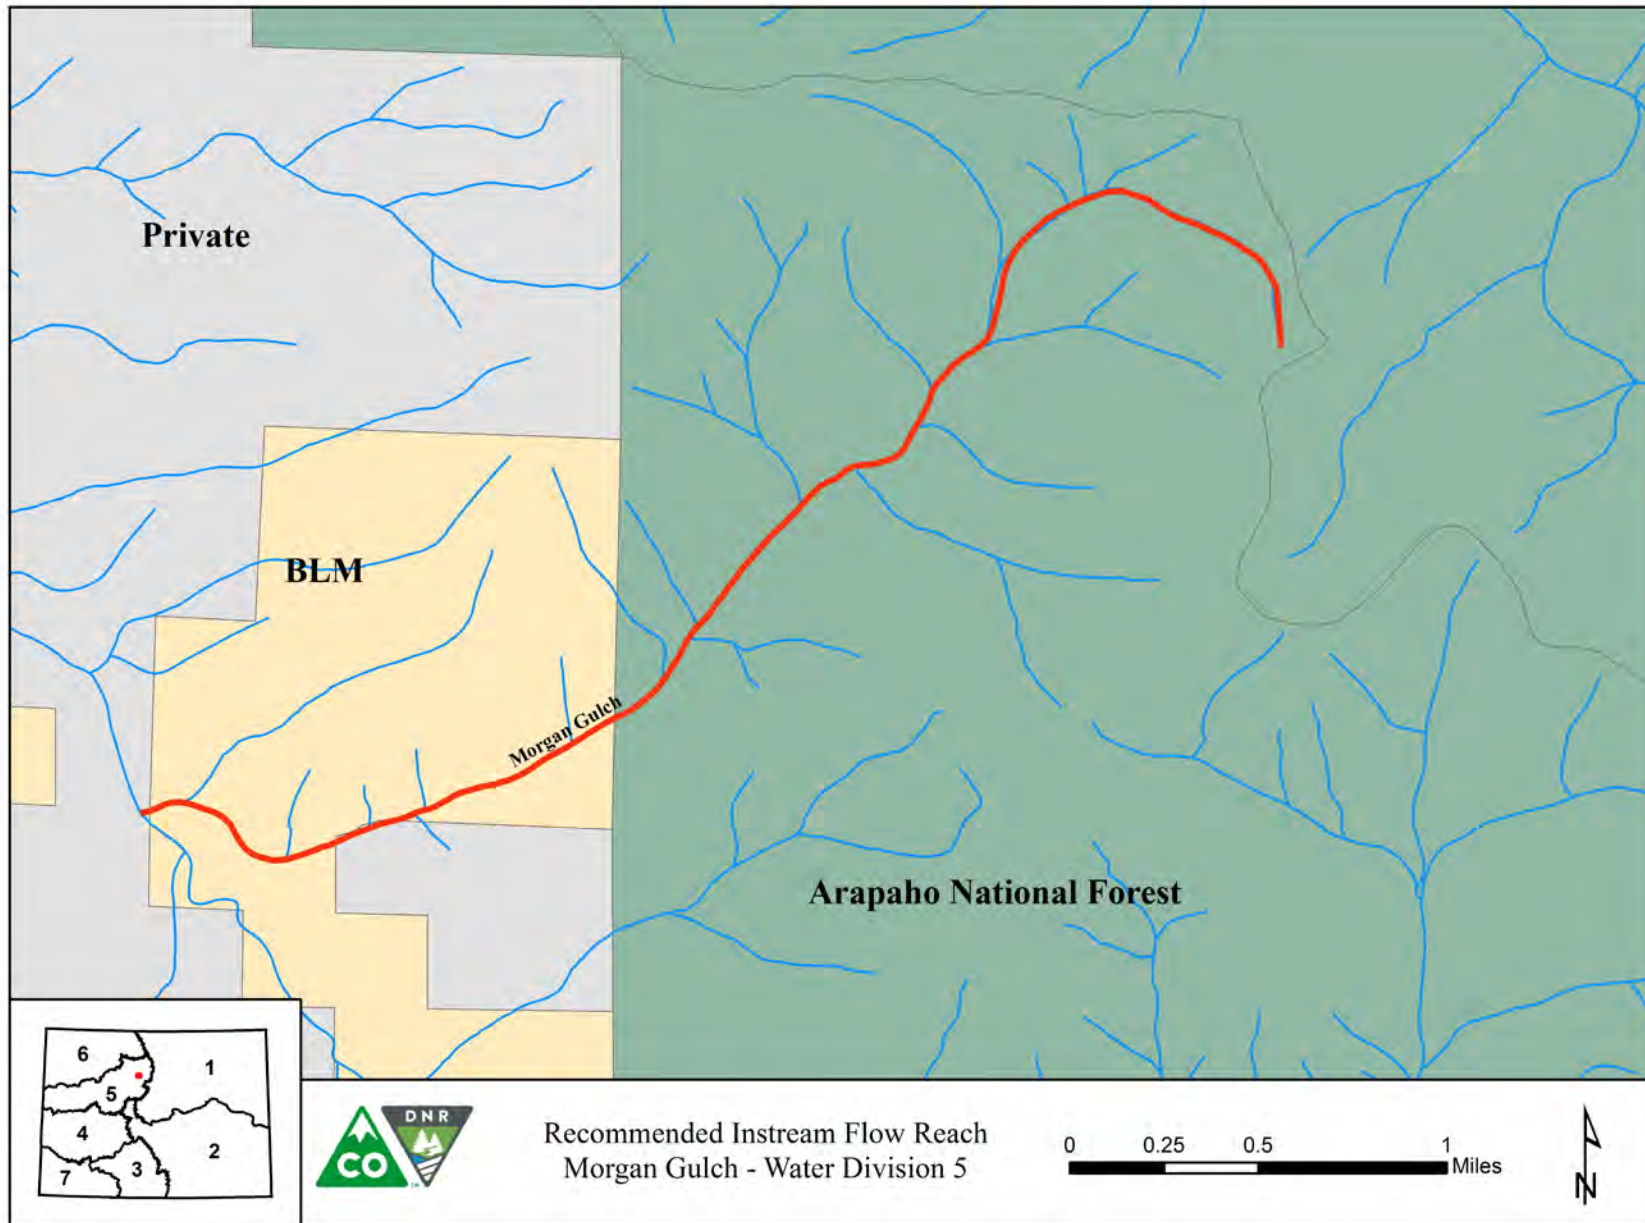 Private
BLM
Morgan Gulch
Arapaho National Forest
6
1
5
4
2
7
3
CO
DNR
Recommended Instream Flow Reach
Morgan Gulch - Water Division 5
0 0.25 0.5 1
Miles
N